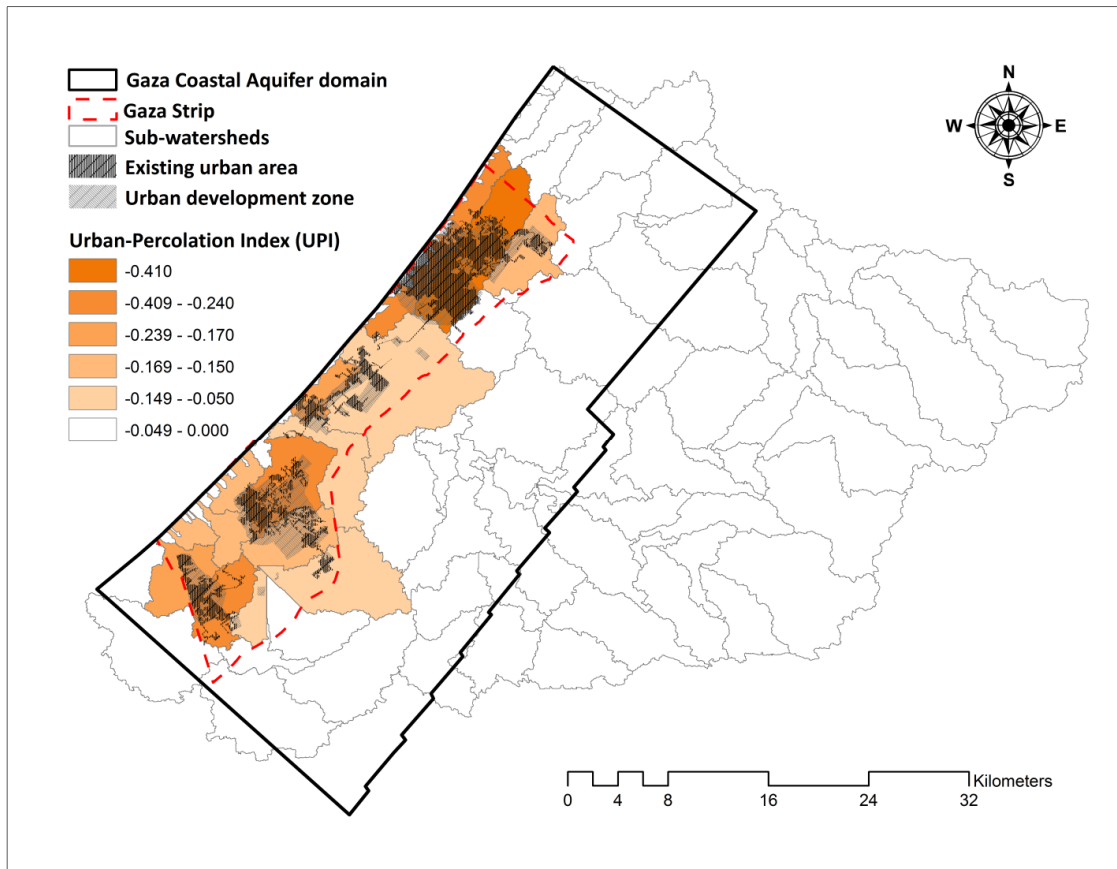 Gaza Coastal Aquifer domain
Gaza Strip
Sub-watersheds
Existing urban area
Urban development zone
Urban-Percolation Index (UPI)
-0.410
-0.409 - -0.240
-0.239 - -0.170
-0.169 - -0.150
-0.149 - -0.050
-0.049 - 0.000
N
W E
S
Kilometers
0 4 8 16 24 32